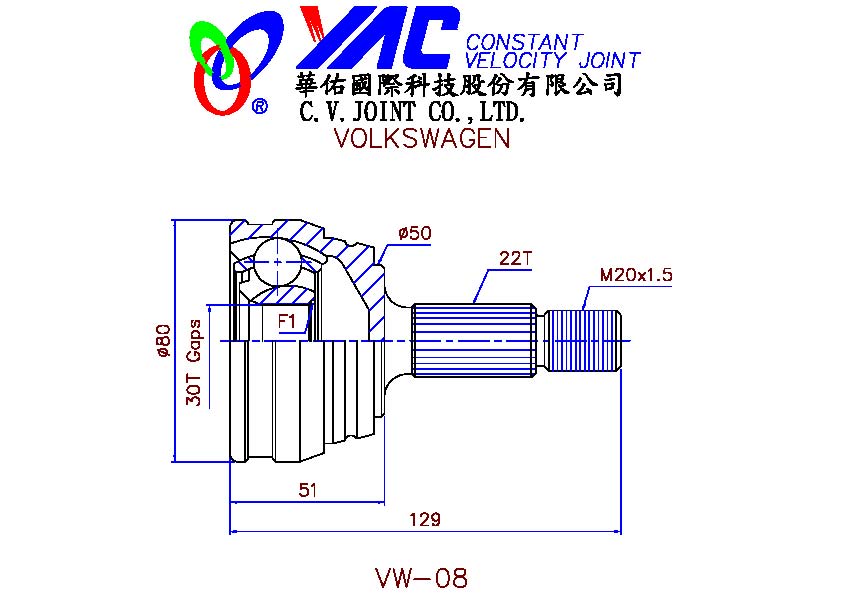 YAC CONSTANT
VELOCITY JOINT
®
華佑國際科技股份有限公司
C.V.JOINT CO.,LTD.
VOLKSWAGEN
ø50
22T
M20x1.5
F1
ø80
30T Gaps
51
129
VW-08